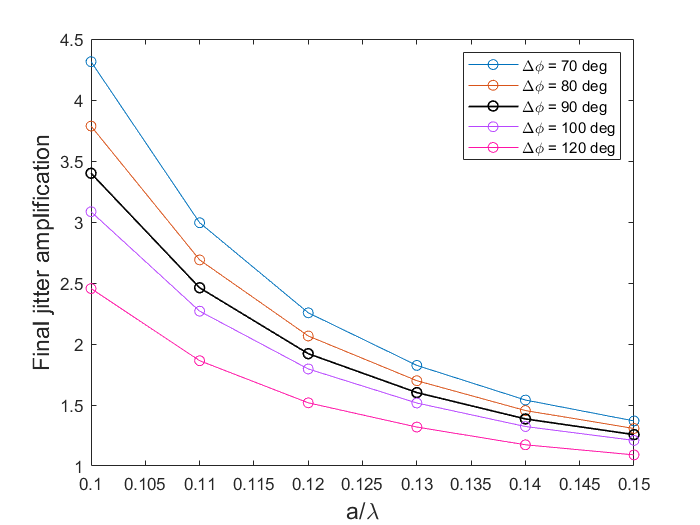 4.5
4
3.5
3
2.5
2
1.5
1
Final jitter amplification
Δϕ = 70 deg
Δϕ = 80 deg
Δϕ = 90 deg
Δϕ = 100 deg
Δϕ = 120 deg
0.1 0.105 0.11 0.115 0.12 0.125 0.13 0.135 0.14 0.145 0.15
a/λ